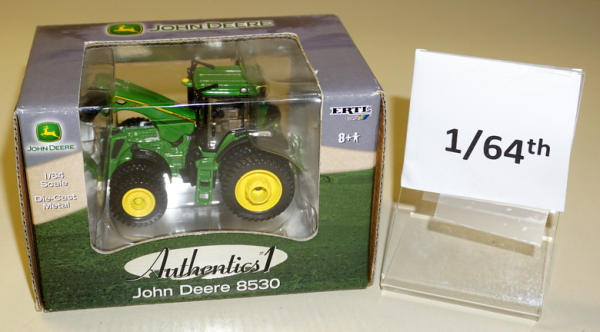 JOHN DEERE
JOHN DEERE
1/64
Scale
Die-Cast
Metal
ERTL
8+
Authentics #1
John Deere 8530
1/64th